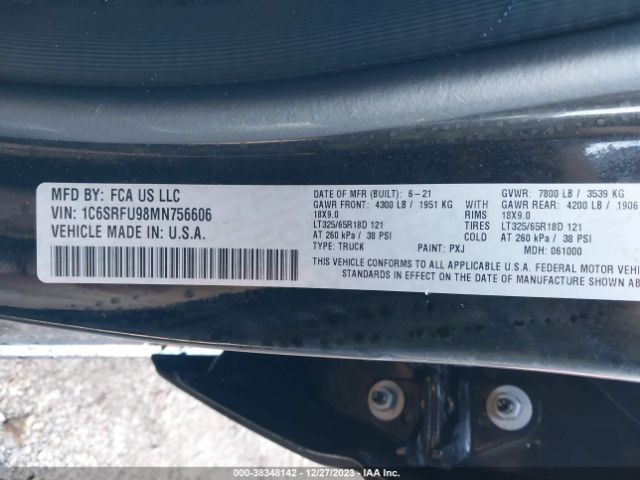 MFD BY: FCA US LLC
VIN: 1C6SRFU98MN756606
VEHICLE MADE IN: U.S.A.
DATE OF MFR (BUILT): 6-21 GVWR: 7800 LB / 3539 KG
GAWR FRONT: 4300 LB / 1951 KG WITH GAWR REAR: 4200 LB / 1906
18X9.0 RIMS 18X9.0
LT325/65R18D 121 TIRES LT325/65R18D 121
AT 260 kPa / 38 PSI COLD AT 260 kPa / 38 PSI
TYPE: TRUCK PAINT: PXJ MDH: 061000
THIS VEHICLE CONFORMS TO ALL APPLICABLE U.S.A. FEDERAL MOTOR
STANDARDS IN EFFECT ON THE DATE OF MANUFACTURE SHOWN
000-38348142 - 12/27/2023 - IAA Inc.